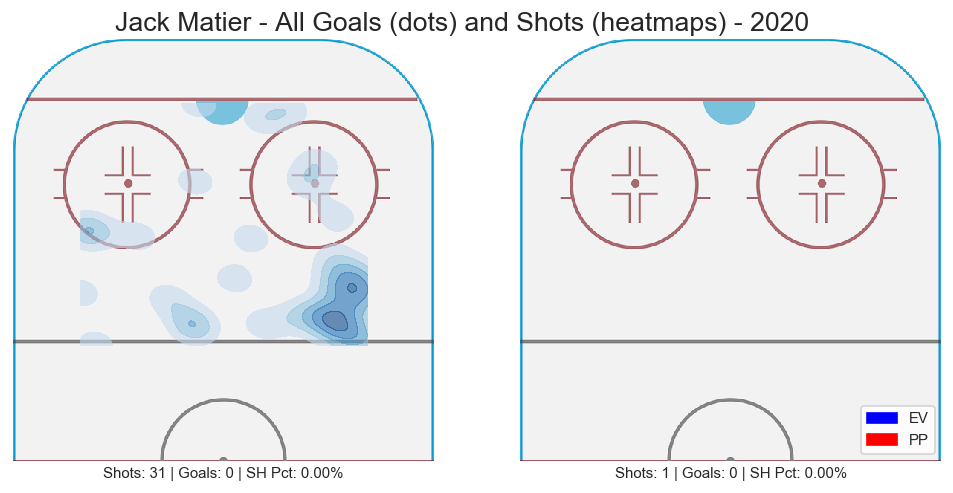 Jack Matier - All Goals (dots) and Shots (heatmaps) - 2020
EV
PP
Shots: 31 | Goals: 0 | SH Pct: 0.00%
Shots: 1 | Goals: 0 | SH Pct: 0.00%